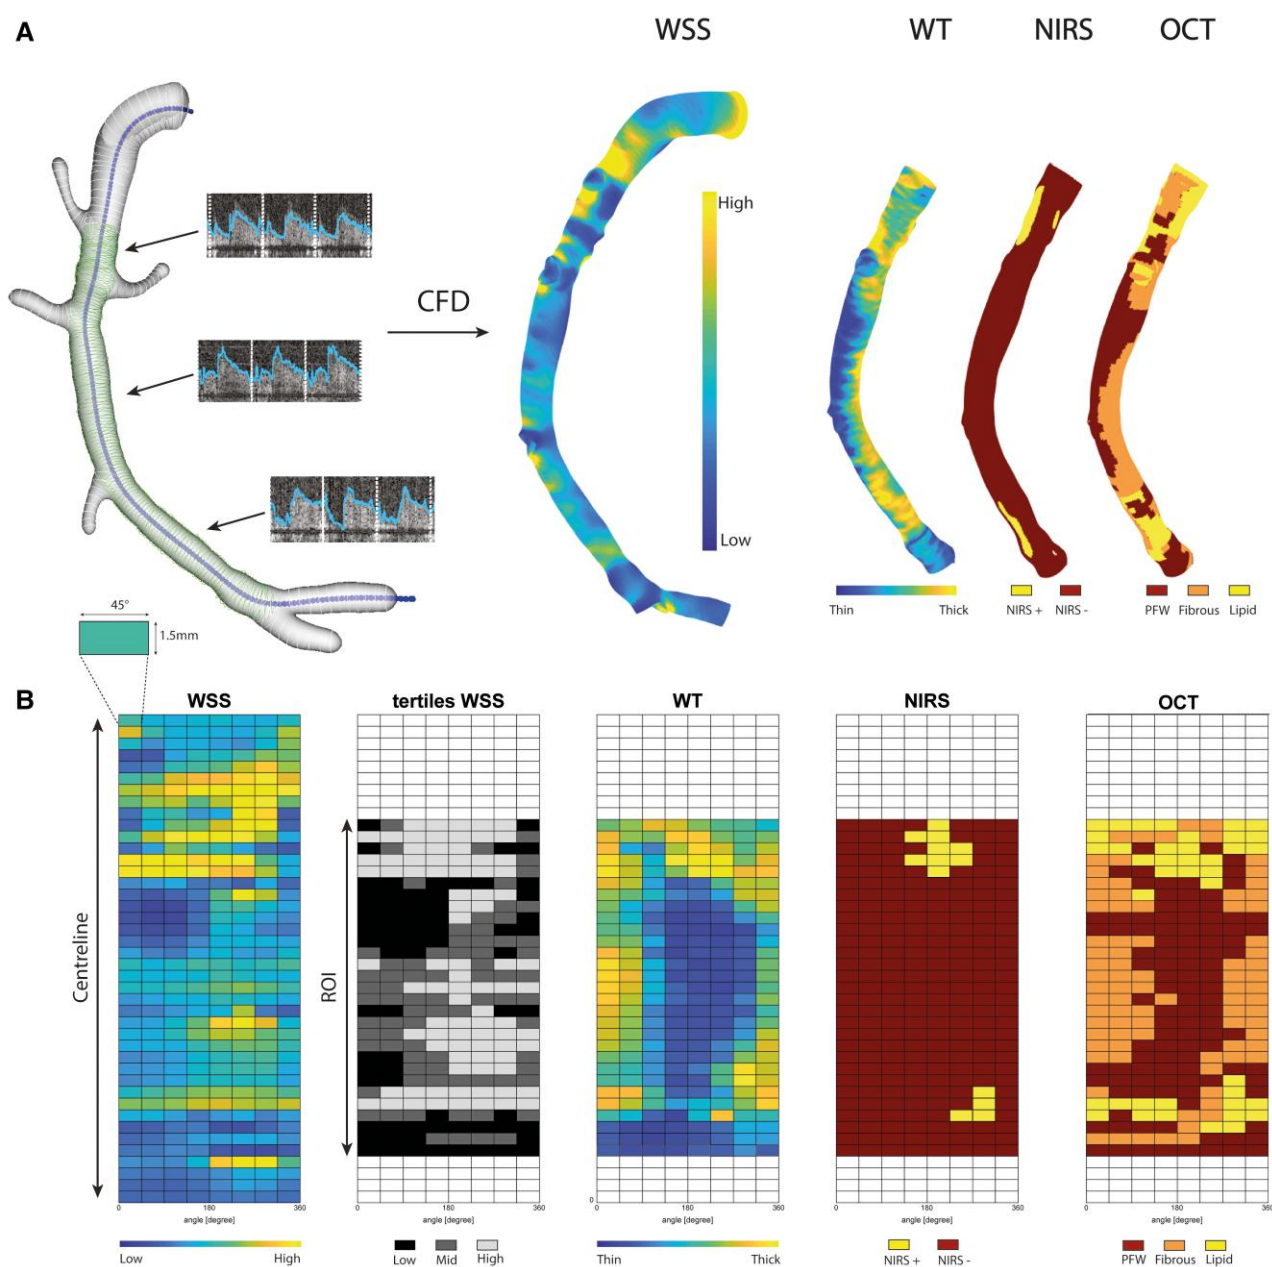 A
WSS
WT
NIRS
OCT
CFD
High
Low
Thin
Thick
NIRS +
NIRS -
PFW
Fibrous
Lipid
45°
1.5mm
B
WSS
tertiles WSS
WT
NIRS
OCT
Centreline
ROI
0
0
180
360
180
360
180
360
180
360
180
360
angle [degree]
angle [degree]
angle [degree]
angle [degree]
angle [degree]
Low
High
Low
Mid
High
Thin
Thick
NIRS +
NIRS -
PFW
Fibrous
Lipid